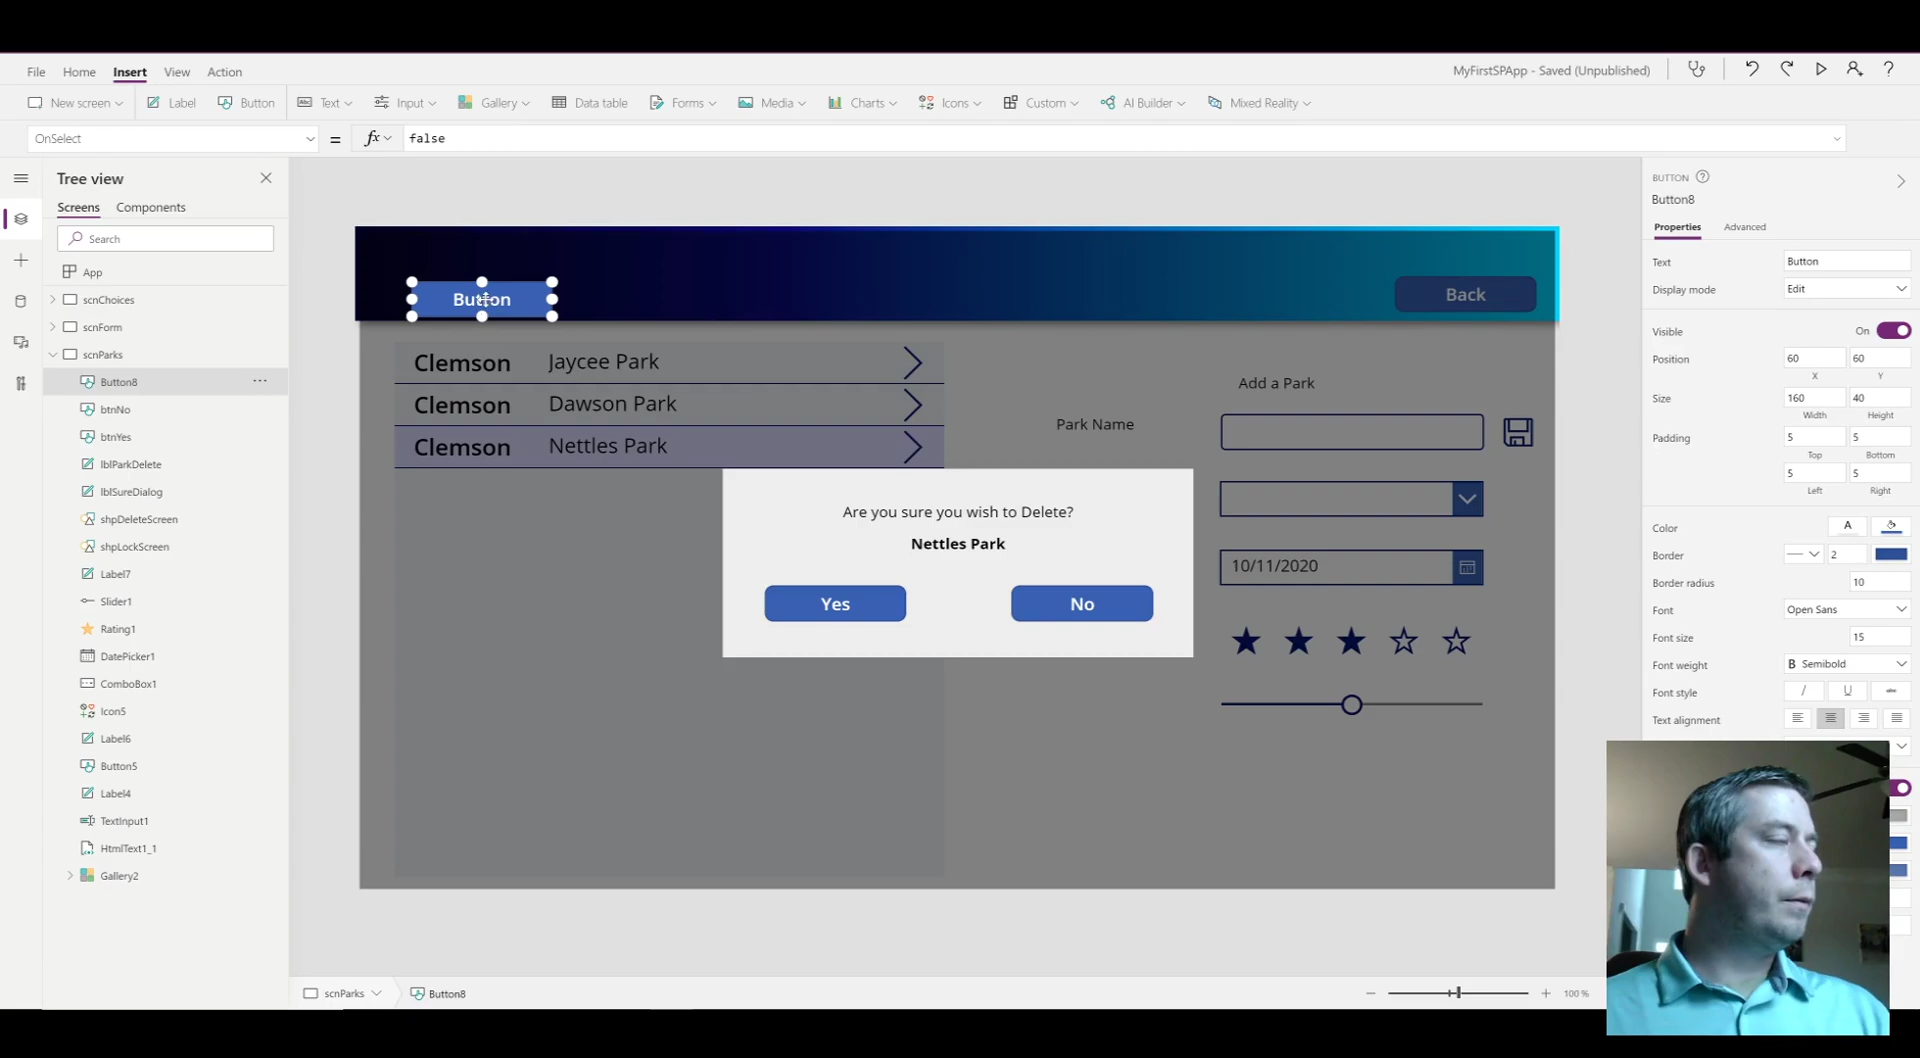 File Home Insert View Action
MyFirstSPApp - Saved (Unpublished)
New screen Label Button Text Input Gallery Data table Forms Media Charts Icons Custom AI Builder Mixed Reality
OnSelect = fx false
Tree view
Screens Components
Search
App
scnChoices
scnForm
scnParks
Button8
btnNo
btnYes
lblParkDelete
lblSureDialog
shpDeleteScreen
shpLockScreen
Label7
Slider1
Rating1
DatePicker1
ComboBox1
Icon5
Label6
Button5
Label4
TextInput1
HtmlText1_1
Gallery2
Button
Back
Clemson Jaycee Park
Clemson Dawson Park
Clemson Nettles Park
Add a Park
Park Name
10/11/2020
Are you sure you wish to Delete?
Nettles Park
Yes No
scnParks Button8
100 %
BUTTON
Button8
Properties Advanced
Text Button
Display mode Edit
Visible On
Position 60 60
X Y
Size 160 40
Width Height
Padding 5 5
Top Bottom
5 5
Left Right
Color A
Border 2
Border radius 10
Font Open Sans
Font size 15
Font weight B Semibold
Font style / U abc
Text alignment